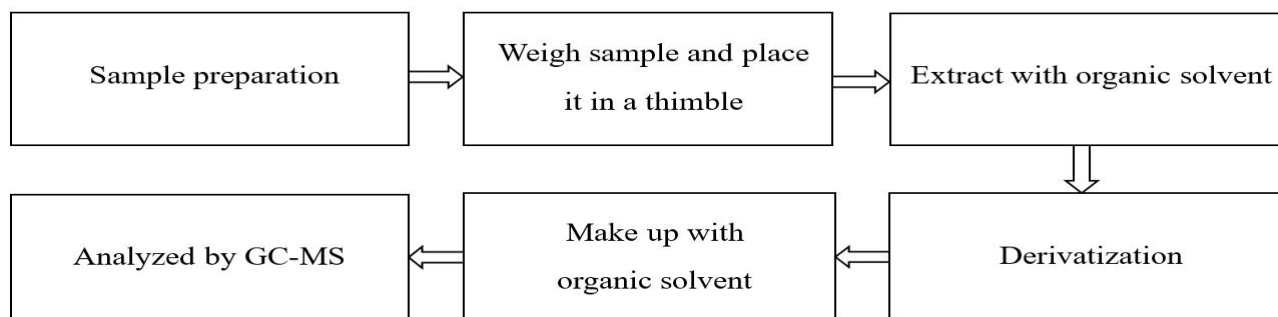 Sample preparation
Weigh sample and place
it in a thimble
Extract with organic solvent
Derivatization
Make up with
organic solvent
Analyzed by GC-MS